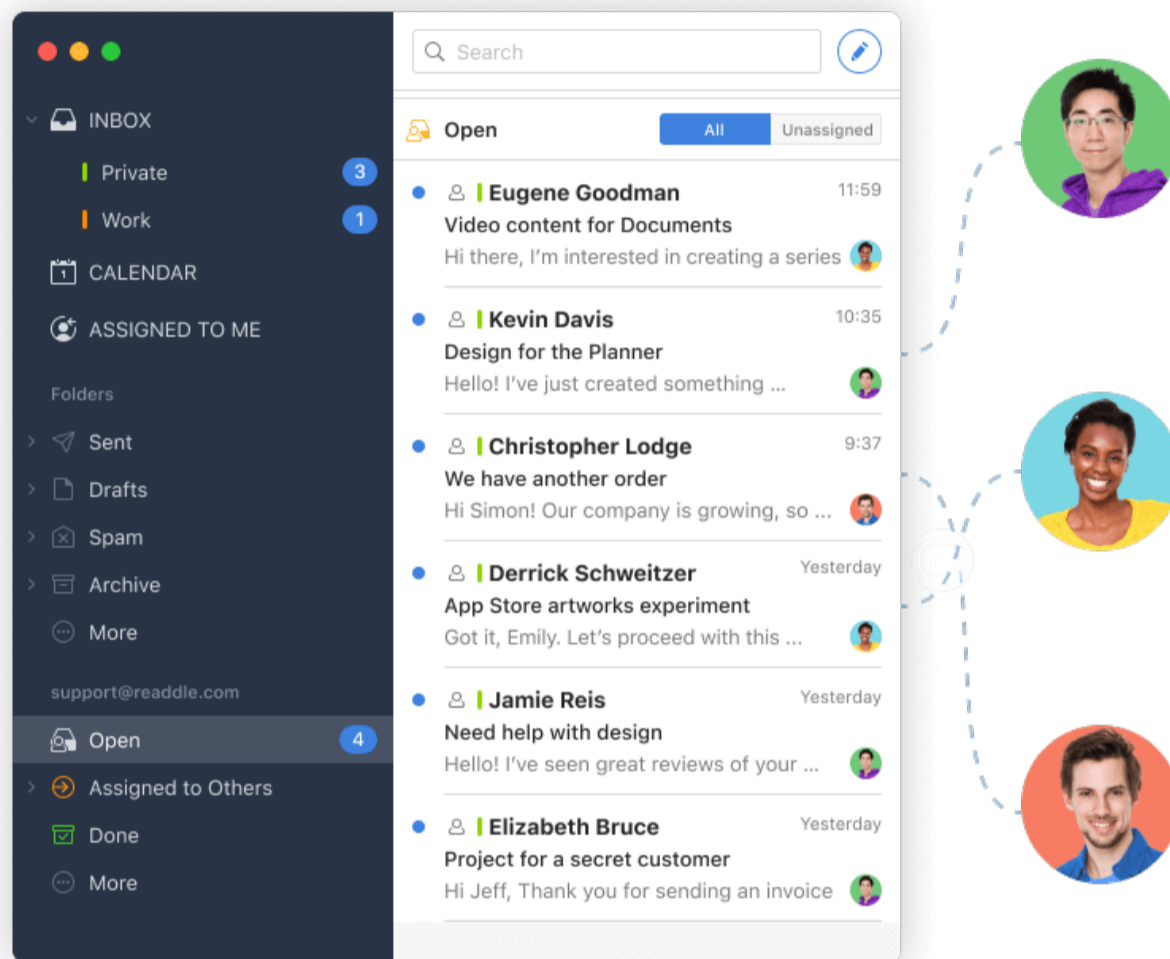 Search
INBOX
Private 3
Work 1
1 CALENDAR
ASSIGNED TO ME
Folders
Sent
Drafts
Spam
Archive
More
support@readdle.com
Open 4
Assigned to Others
Done
More
Open All Unassigned
Eugene Goodman 11:59
Video content for Documents
Hi there, I'm interested in creating a series
Kevin Davis 10:35
Design for the Planner
Hello! I've just created something ...
Christopher Lodge 9:37
We have another order
Hi Simon! Our company is growing, so ...
Derrick Schweitzer Yesterday
App Store artworks experiment
Got it, Emily. Let's proceed with this ...
Jamie Reis Yesterday
Need help with design
Hello! I've seen great reviews of your ...
Elizabeth Bruce Yesterday
Project for a secret customer
Hi Jeff, Thank you for sending an invoice